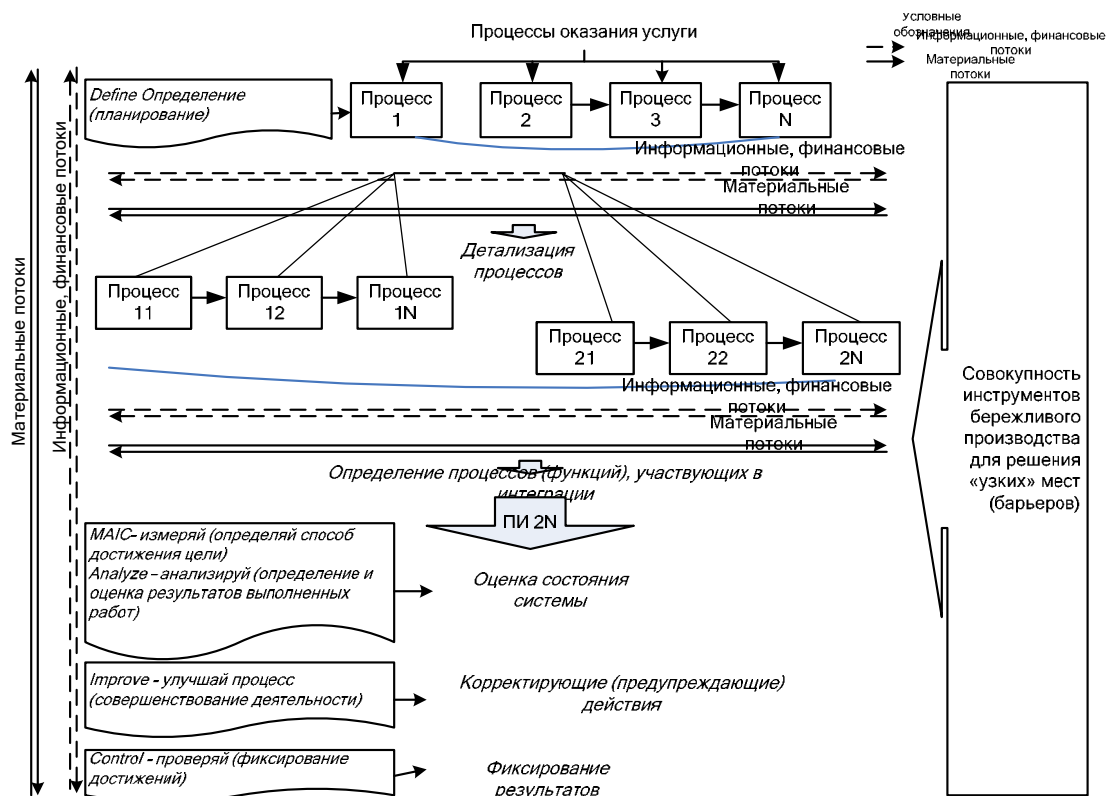 Условные
обозначения
Информационные, финансовые
потоки
Материальные
потоки
Процессы оказания услуги
Define Определение
(планирование)
Процесс
1
Процесс
2
Процесс
3
Процесс
N
Информационные, финансовые
потоки
Материальные
потоки
Детализация
процессов
Процесс
11
Процесс
12
Процесс
1N
Процесс
21
Процесс
22
Процесс
2N
Информационные, финансовые
потоки
Материальные
потоки
Определение процессов (функций), участвующих в
интеграции
ПИ 2N
MAIC– измеряй (определяй способ
достижения цели)
Analyze – анализируй (определение и
оценка результатов выполненных
работ)
Оценка состояния
системы
Improve – улучшай процесс
(совершенствование деятельности)
Корректирующие (предупреждающие)
действия
Control – проверяй (фиксирование
достижений)
Фиксирование
результатов
Материальные потоки
Информационные, финансовые потоки
Совокупность
инструментов
бережливого
производства
для решения
«узких» мест
(барьеров)